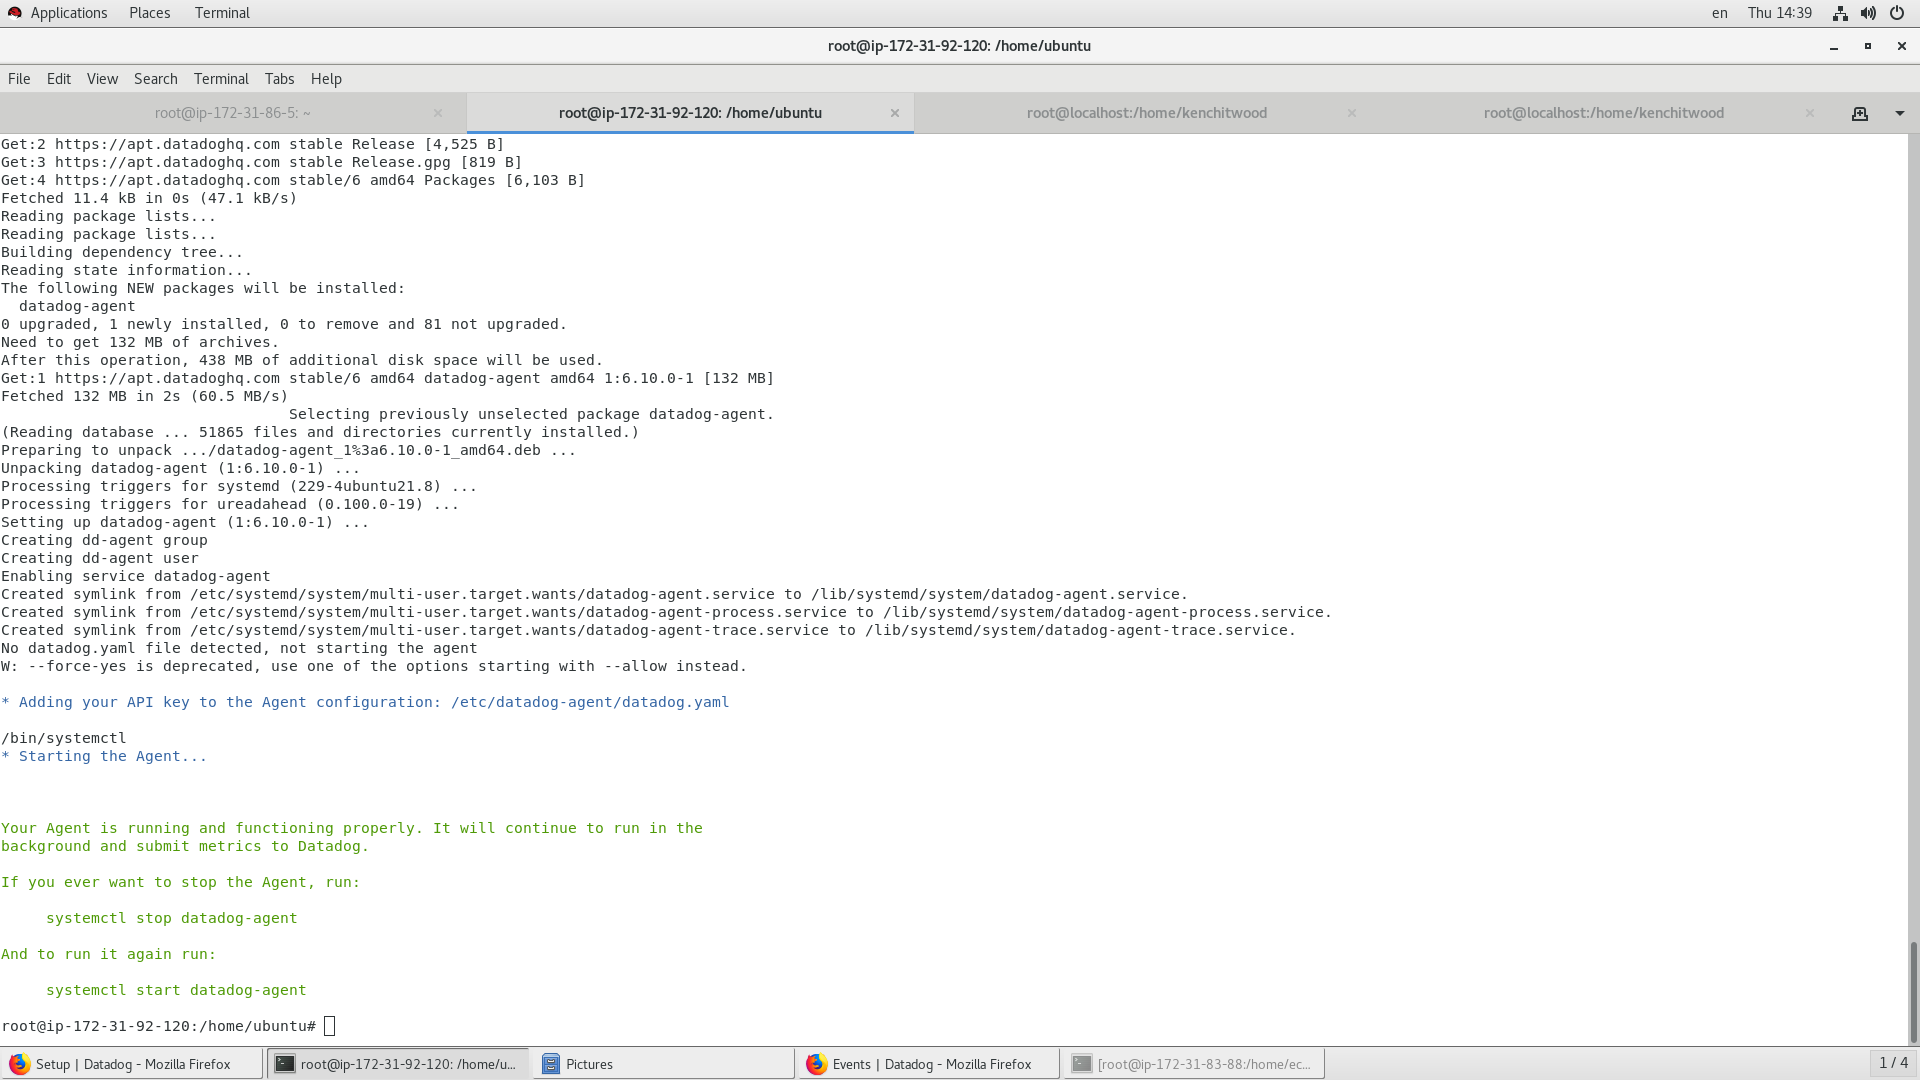 Applications Places Terminal en Thu 14:39
root@ip-172-31-92-120: /home/ubuntu
File Edit View Search Terminal Tabs Help
root@ip-172-31-86-5: ~ root@ip-172-31-92-120: /home/ubuntu root@localhost:/home/kenchitwood root@localhost:/home/kenchitwood
Get:2 https://apt.datadoghq.com stable Release [4,525 B]
Get:3 https://apt.datadoghq.com stable Release.gpg [819 B]
Get:4 https://apt.datadoghq.com stable/6 amd64 Packages [6,103 B]
Fetched 11.4 kB in 0s (47.1 kB/s)
Reading package lists...
Reading package lists...
Building dependency tree...
Reading state information...
The following NEW packages will be installed:
  datadog-agent
0 upgraded, 1 newly installed, 0 to remove and 81 not upgraded.
Need to get 132 MB of archives.
After this operation, 438 MB of additional disk space will be used.
Get:1 https://apt.datadoghq.com stable/6 amd64 datadog-agent amd64 1:6.10.0-1 [132 MB]
Fetched 132 MB in 2s (60.5 MB/s)
                                Selecting previously unselected package datadog-agent.
(Reading database ... 51865 files and directories currently installed.)
Preparing to unpack .../datadog-agent_1%3a6.10.0-1_amd64.deb ...
Unpacking datadog-agent (1:6.10.0-1) ...
Processing triggers for systemd (229-4ubuntu21.8) ...
Processing triggers for ureadahead (0.100.0-19) ...
Setting up datadog-agent (1:6.10.0-1) ...
Creating dd-agent group
Creating dd-agent user
Enabling service datadog-agent
Created symlink from /etc/systemd/system/multi-user.target.wants/datadog-agent.service to /lib/systemd/system/datadog-agent.service.
Created symlink from /etc/systemd/system/multi-user.target.wants/datadog-agent-process.service to /lib/systemd/system/datadog-agent-process.service.
Created symlink from /etc/systemd/system/multi-user.target.wants/datadog-agent-trace.service to /lib/systemd/system/datadog-agent-trace.service.
No datadog.yaml file detected, not starting the agent
W: --force-yes is deprecated, use one of the options starting with --allow instead.
* Adding your API key to the Agent configuration: /etc/datadog-agent/datadog.yaml
/bin/systemctl
* Starting the Agent...
Your Agent is running and functioning properly. It will continue to run in the
background and submit metrics to Datadog.
If you ever want to stop the Agent, run:
     systemctl stop datadog-agent
And to run it again run:
     systemctl start datadog-agent
root@ip-172-31-92-120:/home/ubuntu#
Setup | Datadog - Mozilla Firefox root@ip-172-31-92-120: /home/u... Pictures Events | Datadog - Mozilla Firefox [root@ip-172-31-83-88:/home/ec... 1 / 4